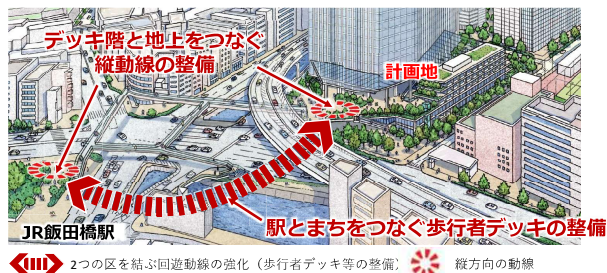 デッキ階と地上をつなぐ
縦動線の整備
計画地
駅とまちをつなぐ歩行者デッキの整備
JR飯田橋駅
2つの区を結ぶ回遊動線の強化（歩行者デッキ等の整備）
縦方向の動線